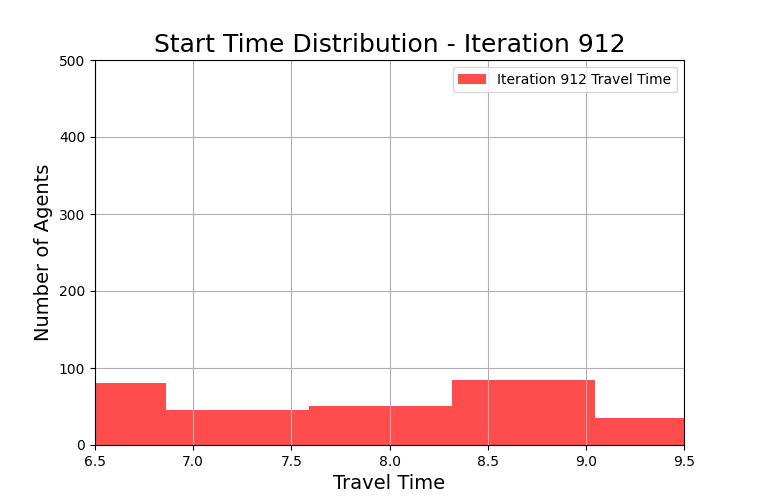 Start Time Distribution - Iteration 912
Iteration 912 Travel Time
Number of Agents
500
400
300
200
100
0
6.5 7.0 7.5 8.0 8.5 9.0 9.5
Travel Time